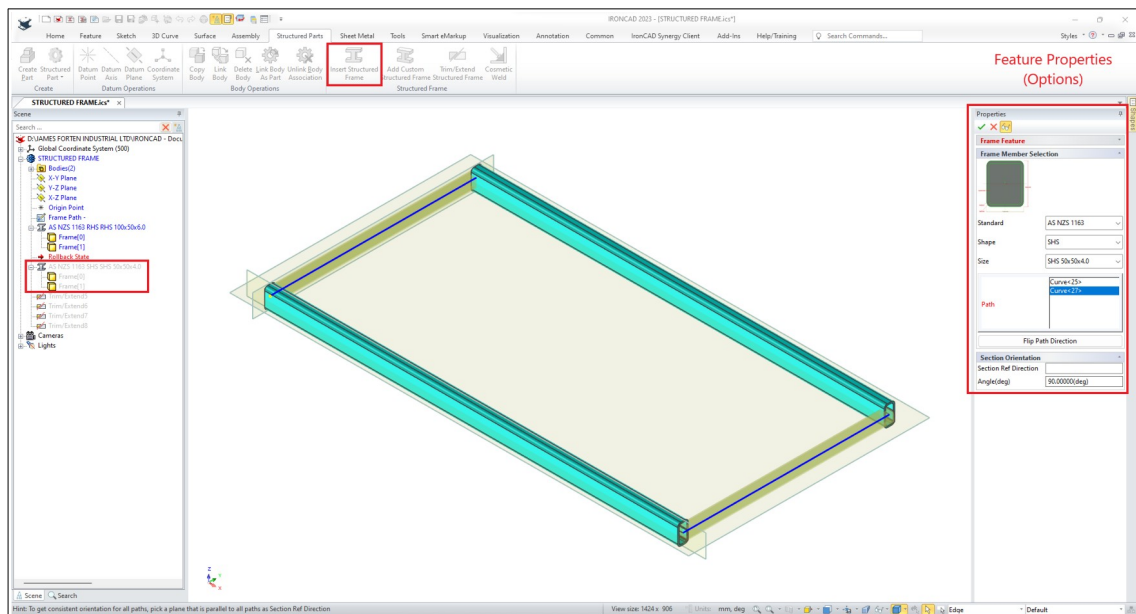 IRONCAD 2023 - [STRUCTURED FRAME.ics*]
Home Feature Sketch 3D Curve Surface Assembly Structured Parts Sheet Metal Tools Smart eMarkup Visualization Annotation Common IronCAD Synergy Client Add-Ins Help/Training Search Commands... Styles
Create Part
Structured Part
Datum Point
Datum Axis
Datum Plane
Coordinate System
Copy Body
Link Body
Delete Body
Link Body As Part
Unlink Body Association
Insert Structured Frame
Add Custom Structured Frame
Trim/Extend Structured Frame
Cosmetic Weld
Create Datum Operations Body Operations Structured Frame
Feature Properties
(Options)
STRUCTURED FRAME.ics*
Scene
Search ...
D:\JAMES FORTEN INDUSTRIAL LTD\IRONCAD - Docu
Global Coordinate System (500)
STRUCTURED FRAME
Bodies(2)
X-Y Plane
Y-Z Plane
X-Z Plane
Origin Point
Frame Path -
AS NZS 1163 RHS RHS 100x50x6.0
Frame[0]
Frame[1]
Rollback State
AS NZS 1163 SHS SHS 50x50x4.0
Frame[0]
Frame[1]
Trim/Extend5
Trim/Extend6
Trim/Extend7
Trim/Extend8
Cameras
Lights
Properties
Frame Feature
Frame Member Selection
Standard AS NZS 1163
Shape SHS
Size SHS 50x50x4.0
Curve<25>
Curve<27>
Path
Flip Path Direction
Section Orientation
Section Ref Direction
Angle(deg) 90.00000(deg)
Shapes
Z
X
Scene Search
Hint: To get consistent orientation for all paths, pick a plane that is parallel to all paths as Section Ref Direction
View size: 1424 x 906 Units: mm, deg Edge Default